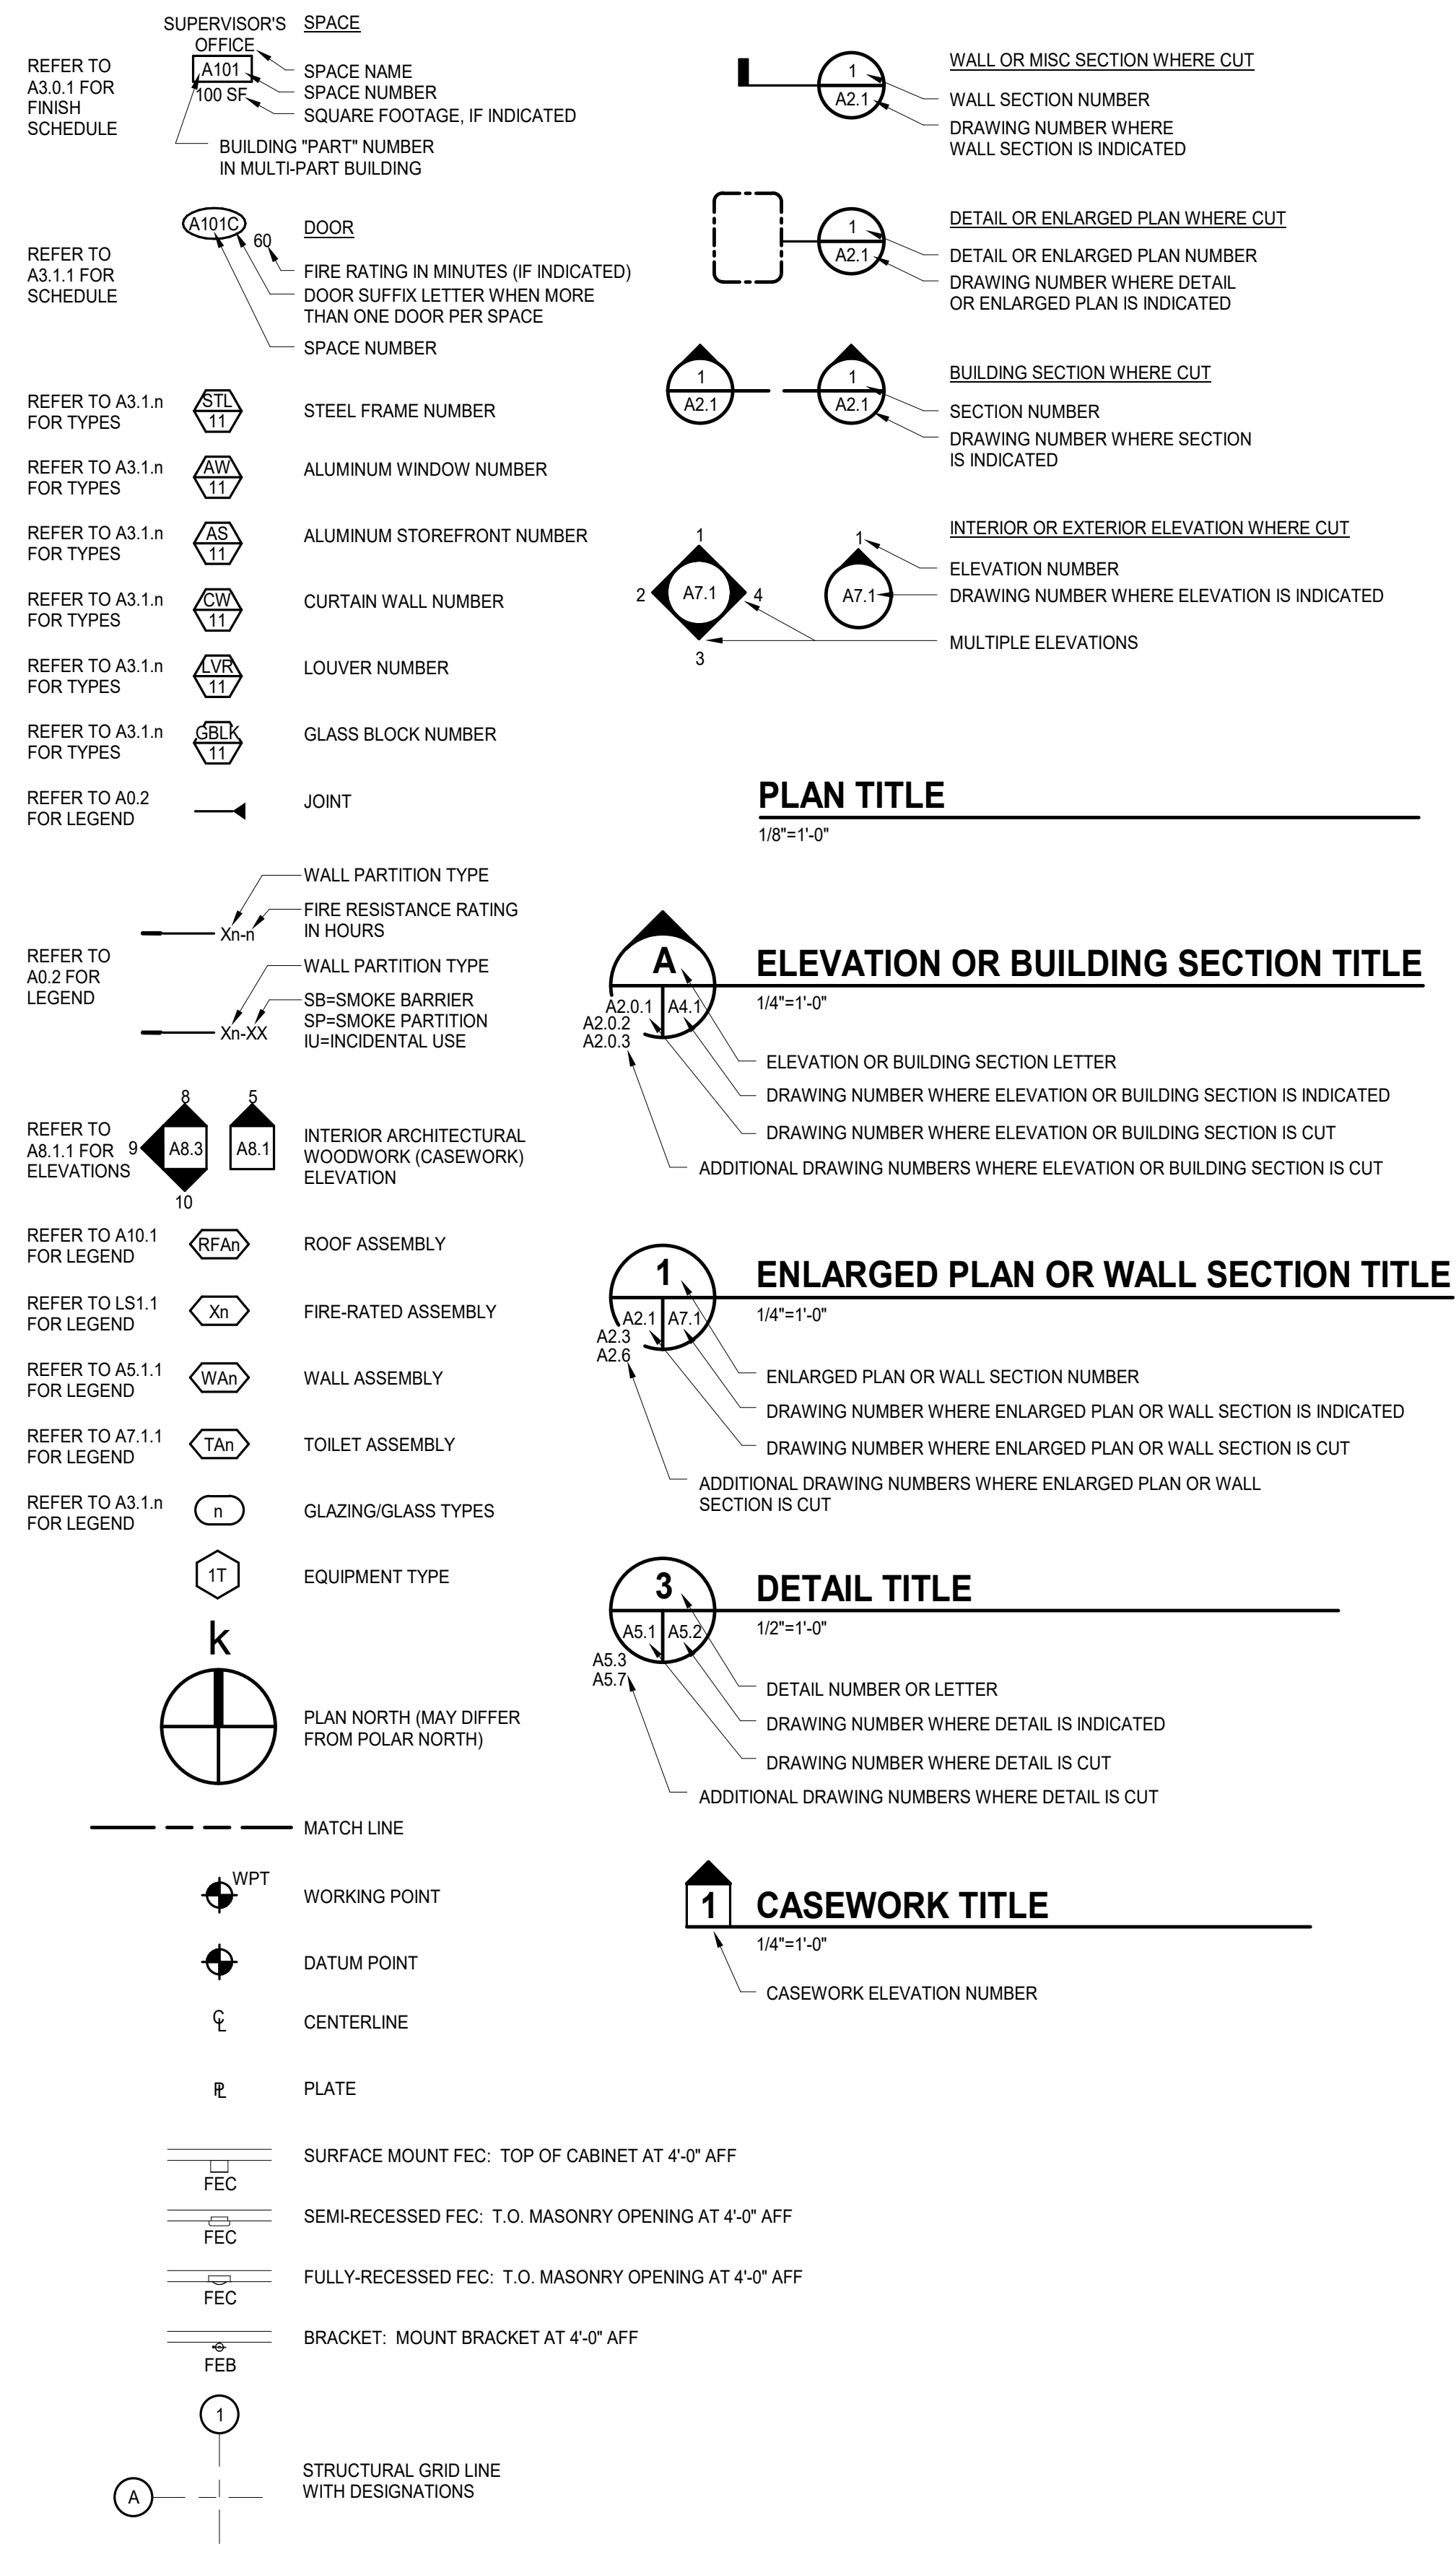 SUPERVISOR'S
OFFICE
SPACE
REFER TO
A3.0.1 FOR
FINISH
SCHEDULE
A101
100 SF
SPACE NAME
SPACE NUMBER
SQUARE FOOTAGE, IF INDICATED
BUILDING "PART" NUMBER
IN MULTI-PART BUILDING
REFER TO
A3.1.1 FOR
SCHEDULE
A101C
60
DOOR
FIRE RATING IN MINUTES (IF INDICATED)
DOOR SUFFIX LETTER WHEN MORE
THAN ONE DOOR PER SPACE
SPACE NUMBER
REFER TO A3.1.n
FOR TYPES
STL
11
STEEL FRAME NUMBER
REFER TO A3.1.n
FOR TYPES
AW
11
ALUMINUM WINDOW NUMBER
REFER TO A3.1.n
FOR TYPES
AS
11
ALUMINUM STOREFRONT NUMBER
REFER TO A3.1.n
FOR TYPES
CW
11
CURTAIN WALL NUMBER
REFER TO A3.1.n
FOR TYPES
LVR
11
LOUVER NUMBER
REFER TO A3.1.n
FOR TYPES
GBLK
11
GLASS BLOCK NUMBER
REFER TO A0.2
FOR LEGEND
JOINT
REFER TO
A0.2 FOR
LEGEND
Xn-n
WALL PARTITION TYPE
FIRE RESISTANCE RATING
IN HOURS
Xn-XX
WALL PARTITION TYPE
SB=SMOKE BARRIER
SP=SMOKE PARTITION
IU=INCIDENTAL USE
REFER TO
A8.1.1 FOR
ELEVATIONS
8
9
A8.3
10
5
A8.1
INTERIOR ARCHITECTURAL
WOODWORK (CASEWORK)
ELEVATION
REFER TO A10.1
FOR LEGEND
RFAn
ROOF ASSEMBLY
REFER TO LS1.1
FOR LEGEND
Xn
FIRE-RATED ASSEMBLY
REFER TO A5.1.1
FOR LEGEND
WAn
WALL ASSEMBLY
REFER TO A7.1.1
FOR LEGEND
TAn
TOILET ASSEMBLY
REFER TO A3.1.n
FOR LEGEND
n
GLAZING/GLASS TYPES
1T
EQUIPMENT TYPE
k
PLAN NORTH (MAY DIFFER
FROM POLAR NORTH)
MATCH LINE
WPT
WORKING POINT
DATUM POINT
CL
CENTERLINE
PL
PLATE
FEC
SURFACE MOUNT FEC:  TOP OF CABINET AT 4'-0" AFF
FEC
SEMI-RECESSED FEC:  T.O. MASONRY OPENING AT 4'-0" AFF
FEC
FULLY-RECESSED FEC:  T.O. MASONRY OPENING AT 4'-0" AFF
FEB
BRACKET:  MOUNT BRACKET AT 4'-0" AFF
1
A
STRUCTURAL GRID LINE
WITH DESIGNATIONS
1
A2.1
WALL OR MISC SECTION WHERE CUT
WALL SECTION NUMBER
DRAWING NUMBER WHERE
WALL SECTION IS INDICATED
1
A2.1
DETAIL OR ENLARGED PLAN WHERE CUT
DETAIL OR ENLARGED PLAN NUMBER
DRAWING NUMBER WHERE DETAIL
OR ENLARGED PLAN IS INDICATED
1
A2.1
1
A2.1
BUILDING SECTION WHERE CUT
SECTION NUMBER
DRAWING NUMBER WHERE SECTION
IS INDICATED
1
2
A7.1
4
3
1
A7.1
INTERIOR OR EXTERIOR ELEVATION WHERE CUT
ELEVATION NUMBER
DRAWING NUMBER WHERE ELEVATION IS INDICATED
MULTIPLE ELEVATIONS
PLAN TITLE
1/8"=1'-0"
A
ELEVATION OR BUILDING SECTION TITLE
1/4"=1'-0"
A2.0.1
A4.1
A2.0.2
A2.0.3
ELEVATION OR BUILDING SECTION LETTER
DRAWING NUMBER WHERE ELEVATION OR BUILDING SECTION IS INDICATED
DRAWING NUMBER WHERE ELEVATION OR BUILDING SECTION IS CUT
ADDITIONAL DRAWING NUMBERS WHERE ELEVATION OR BUILDING SECTION IS CUT
1
ENLARGED PLAN OR WALL SECTION TITLE
1/4"=1'-0"
A2.1
A7.1
A2.3
A2.6
ENLARGED PLAN OR WALL SECTION NUMBER
DRAWING NUMBER WHERE ENLARGED PLAN OR WALL SECTION IS INDICATED
DRAWING NUMBER WHERE ENLARGED PLAN OR WALL SECTION IS CUT
ADDITIONAL DRAWING NUMBERS WHERE ENLARGED PLAN OR WALL
SECTION IS CUT
3
DETAIL TITLE
1/2"=1'-0"
A5.1
A5.2
A5.3
A5.7
DETAIL NUMBER OR LETTER
DRAWING NUMBER WHERE DETAIL IS INDICATED
DRAWING NUMBER WHERE DETAIL IS CUT
ADDITIONAL DRAWING NUMBERS WHERE DETAIL IS CUT
1
CASEWORK TITLE
1/4"=1'-0"
CASEWORK ELEVATION NUMBER